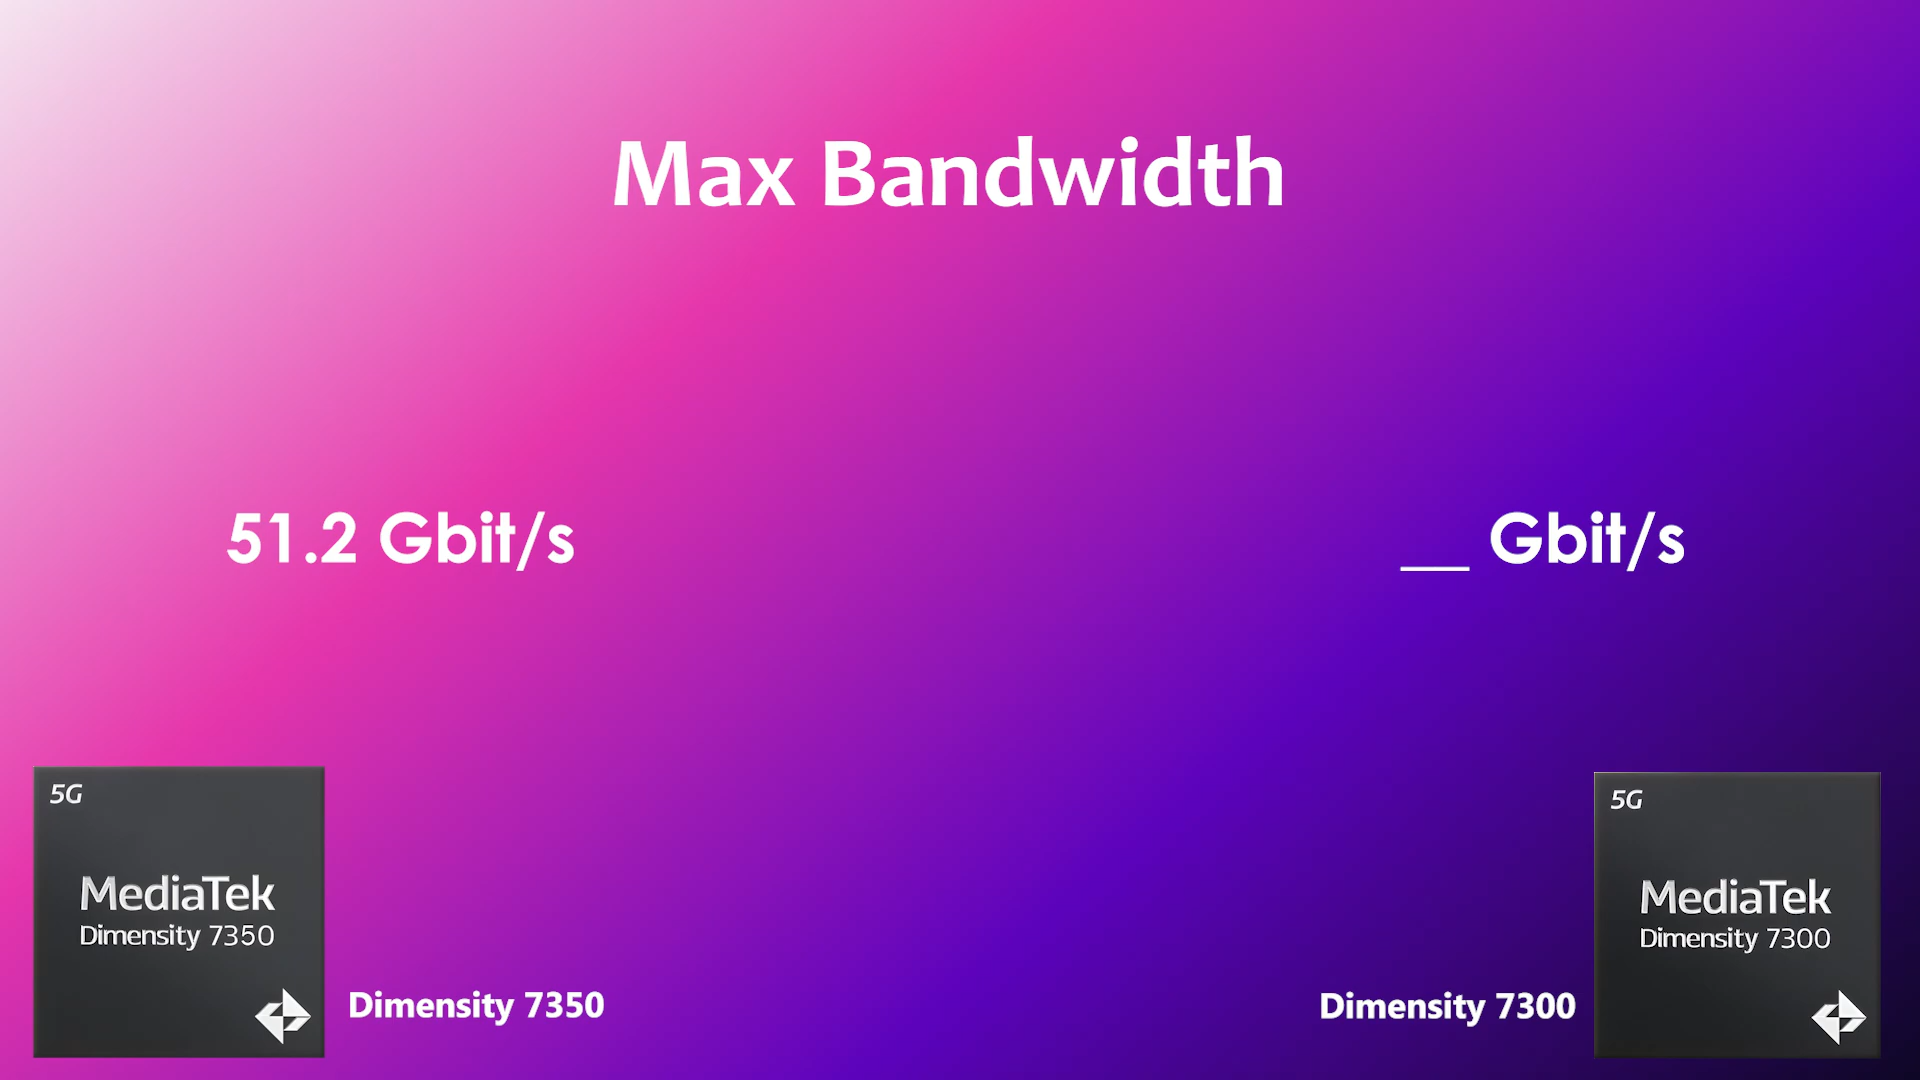 Max Bandwidth
51.2 Gbit/s
__ Gbit/s
5G
MediaTek
Dimensity 7350
Dimensity 7350
5G
MediaTek
Dimensity 7300
Dimensity 7300